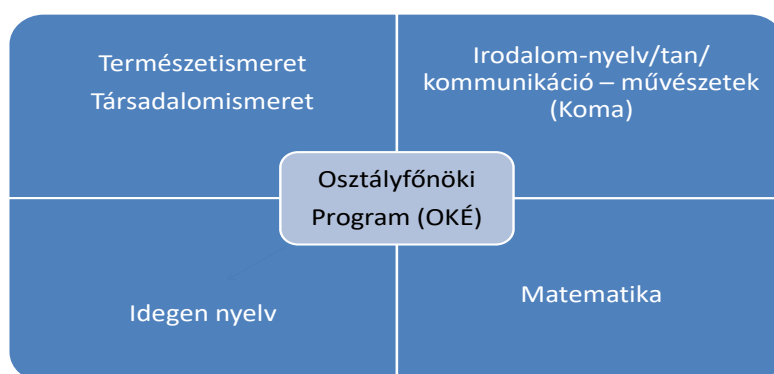 Természetismeret
Társadalomismeret
Irodalom-nyelv/tan/
kommunikáció – művészetek
(Koma)
Osztályfőnöki
Program (OKÉ)
Idegen nyelv
Matematika